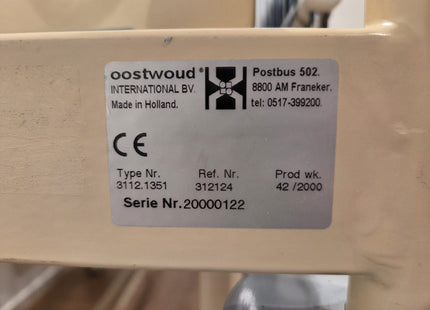 oostwoud® Postbus 502.
INTERNATIONAL BV. 8800 AM Franeker.
Made in Holland. tel: 0517-399200.
CE
Type Nr. Ref. Nr. Prod wk.
3112.1351 312124 42 /2000
Serie Nr.20000122